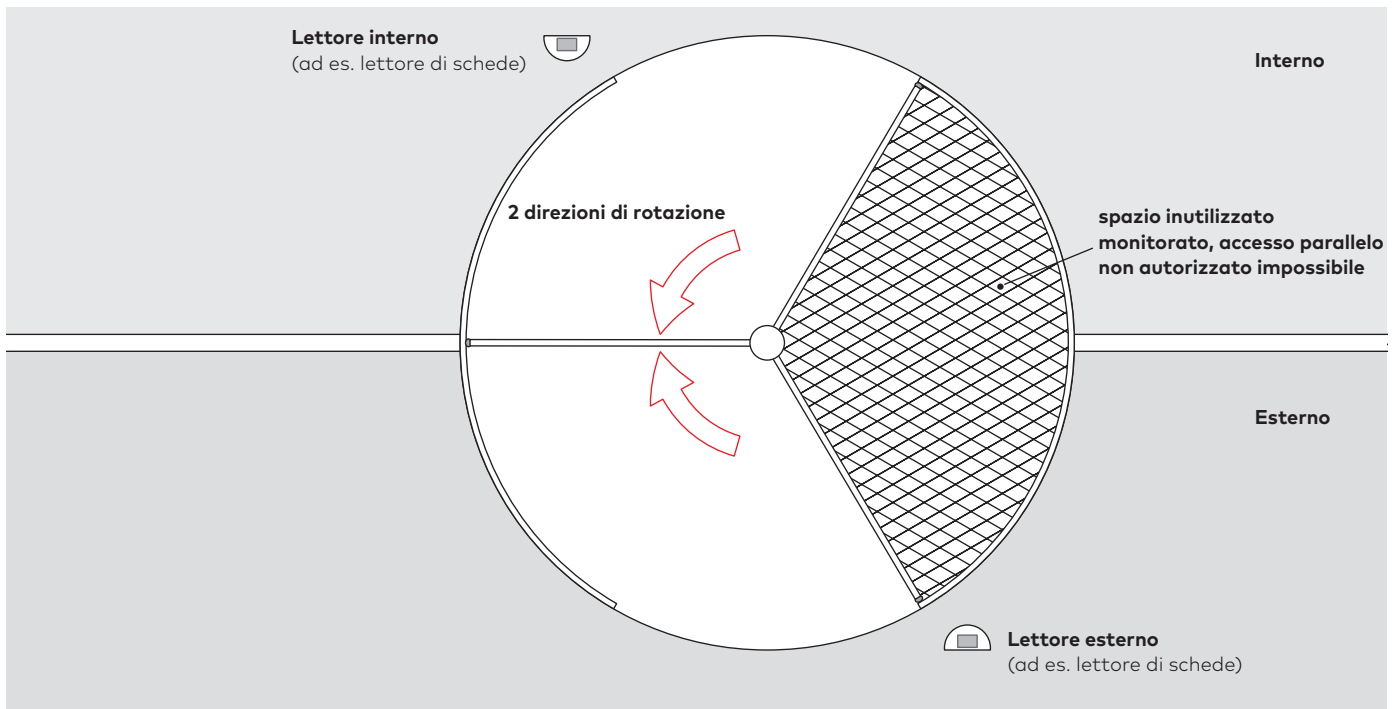 Lettore interno
(ad es. lettore di schede)
Interno
2 direzioni di rotazione
spazio inutilizzato
monitorato, accesso parallelo
non autorizzato impossibile
Esterno
Lettore esterno
(ad es. lettore di schede)